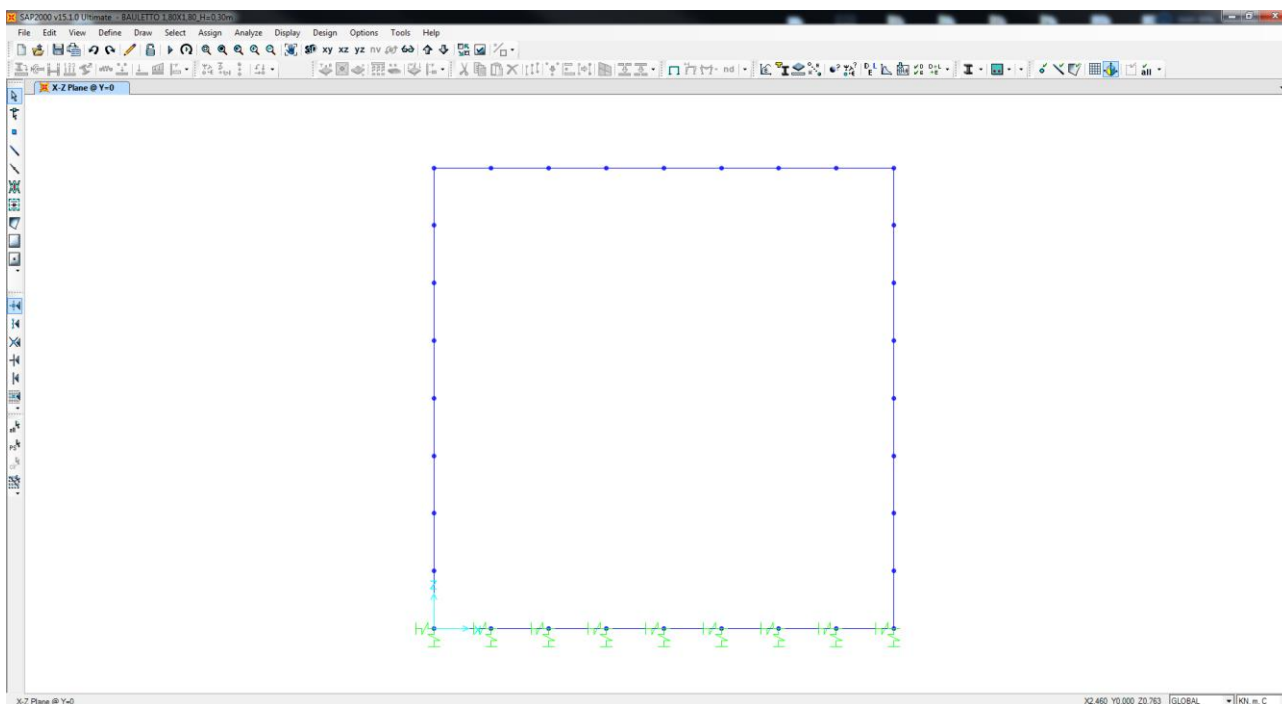 SAP2000 v15.1.0 Ultimate - BAULETTO 1,80X1,80_H=0,30m
File Edit View Define Draw Select Assign Analyze Display Design Options Tools Help
xy xz yz nv
nd
all
X-Z Plane @ Y=0
Z
X
X-Z Plane @ Y=0
X2.460 Y0.000 Z0.763 GLOBAL KN, m, C